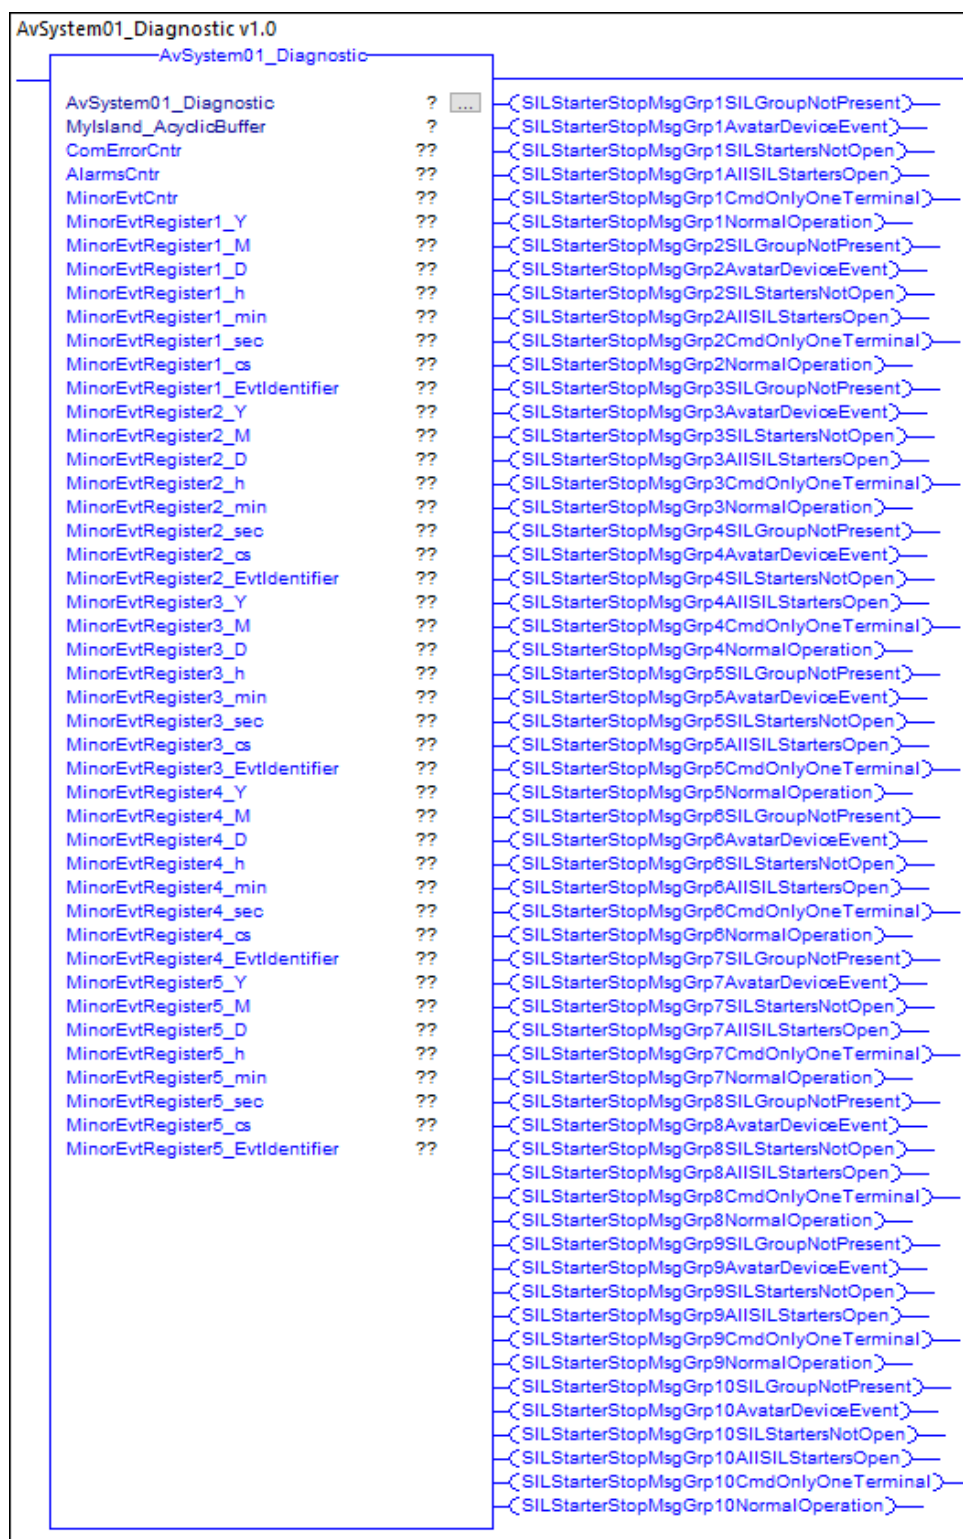 AvSystem01_Diagnostic v1.0
AvSystem01_Diagnostic
AvSystem01_Diagnostic ? ... SILStarterStopMsgGrp1SILGroupNotPresent
MyIsland_AcyclicBuffer ? SILStarterStopMsgGrp1AvatarDeviceEvent
ComErrorCntr ?? SILStarterStopMsgGrp1SILStartersNotOpen
AlarmsCntr ?? SILStarterStopMsgGrp1AllSILStartersOpen
MinorEvtCntr ?? SILStarterStopMsgGrp1CmdOnlyOneTerminal
MinorEvtRegister1_Y ?? SILStarterStopMsgGrp1NormalOperation
MinorEvtRegister1_M ?? SILStarterStopMsgGrp2SILGroupNotPresent
MinorEvtRegister1_D ?? SILStarterStopMsgGrp2AvatarDeviceEvent
MinorEvtRegister1_h ?? SILStarterStopMsgGrp2SILStartersNotOpen
MinorEvtRegister1_min ?? SILStarterStopMsgGrp2AllSILStartersOpen
MinorEvtRegister1_sec ?? SILStarterStopMsgGrp2CmdOnlyOneTerminal
MinorEvtRegister1_cs ?? SILStarterStopMsgGrp2NormalOperation
MinorEvtRegister1_EvtIdentifier ?? SILStarterStopMsgGrp3SILGroupNotPresent
MinorEvtRegister2_Y ?? SILStarterStopMsgGrp3AvatarDeviceEvent
MinorEvtRegister2_M ?? SILStarterStopMsgGrp3SILStartersNotOpen
MinorEvtRegister2_D ?? SILStarterStopMsgGrp3AllSILStartersOpen
MinorEvtRegister2_h ?? SILStarterStopMsgGrp3CmdOnlyOneTerminal
MinorEvtRegister2_min ?? SILStarterStopMsgGrp3NormalOperation
MinorEvtRegister2_sec ?? SILStarterStopMsgGrp4SILGroupNotPresent
MinorEvtRegister2_cs ?? SILStarterStopMsgGrp4AvatarDeviceEvent
MinorEvtRegister2_EvtIdentifier ?? SILStarterStopMsgGrp4SILStartersNotOpen
MinorEvtRegister3_Y ?? SILStarterStopMsgGrp4AllSILStartersOpen
MinorEvtRegister3_M ?? SILStarterStopMsgGrp4CmdOnlyOneTerminal
MinorEvtRegister3_D ?? SILStarterStopMsgGrp4NormalOperation
MinorEvtRegister3_h ?? SILStarterStopMsgGrp5SILGroupNotPresent
MinorEvtRegister3_min ?? SILStarterStopMsgGrp5AvatarDeviceEvent
MinorEvtRegister3_sec ?? SILStarterStopMsgGrp5SILStartersNotOpen
MinorEvtRegister3_cs ?? SILStarterStopMsgGrp5AllSILStartersOpen
MinorEvtRegister3_EvtIdentifier ?? SILStarterStopMsgGrp5CmdOnlyOneTerminal
MinorEvtRegister4_Y ?? SILStarterStopMsgGrp5NormalOperation
MinorEvtRegister4_M ?? SILStarterStopMsgGrp6SILGroupNotPresent
MinorEvtRegister4_D ?? SILStarterStopMsgGrp6AvatarDeviceEvent
MinorEvtRegister4_h ?? SILStarterStopMsgGrp6SILStartersNotOpen
MinorEvtRegister4_min ?? SILStarterStopMsgGrp6AllSILStartersOpen
MinorEvtRegister4_sec ?? SILStarterStopMsgGrp6CmdOnlyOneTerminal
MinorEvtRegister4_cs ?? SILStarterStopMsgGrp6NormalOperation
MinorEvtRegister4_EvtIdentifier ?? SILStarterStopMsgGrp7SILGroupNotPresent
MinorEvtRegister5_Y ?? SILStarterStopMsgGrp7AvatarDeviceEvent
MinorEvtRegister5_M ?? SILStarterStopMsgGrp7SILStartersNotOpen
MinorEvtRegister5_D ?? SILStarterStopMsgGrp7AllSILStartersOpen
MinorEvtRegister5_h ?? SILStarterStopMsgGrp7CmdOnlyOneTerminal
MinorEvtRegister5_min ?? SILStarterStopMsgGrp7NormalOperation
MinorEvtRegister5_sec ?? SILStarterStopMsgGrp8SILGroupNotPresent
MinorEvtRegister5_cs ?? SILStarterStopMsgGrp8AvatarDeviceEvent
MinorEvtRegister5_EvtIdentifier ?? SILStarterStopMsgGrp8SILStartersNotOpen
SILStarterStopMsgGrp8AllSILStartersOpen
SILStarterStopMsgGrp8CmdOnlyOneTerminal
SILStarterStopMsgGrp8NormalOperation
SILStarterStopMsgGrp9SILGroupNotPresent
SILStarterStopMsgGrp9AvatarDeviceEvent
SILStarterStopMsgGrp9SILStartersNotOpen
SILStarterStopMsgGrp9AllSILStartersOpen
SILStarterStopMsgGrp9CmdOnlyOneTerminal
SILStarterStopMsgGrp9NormalOperation
SILStarterStopMsgGrp10SILGroupNotPresent
SILStarterStopMsgGrp10AvatarDeviceEvent
SILStarterStopMsgGrp10SILStartersNotOpen
SILStarterStopMsgGrp10AllSILStartersOpen
SILStarterStopMsgGrp10CmdOnlyOneTerminal
SILStarterStopMsgGrp10NormalOperation